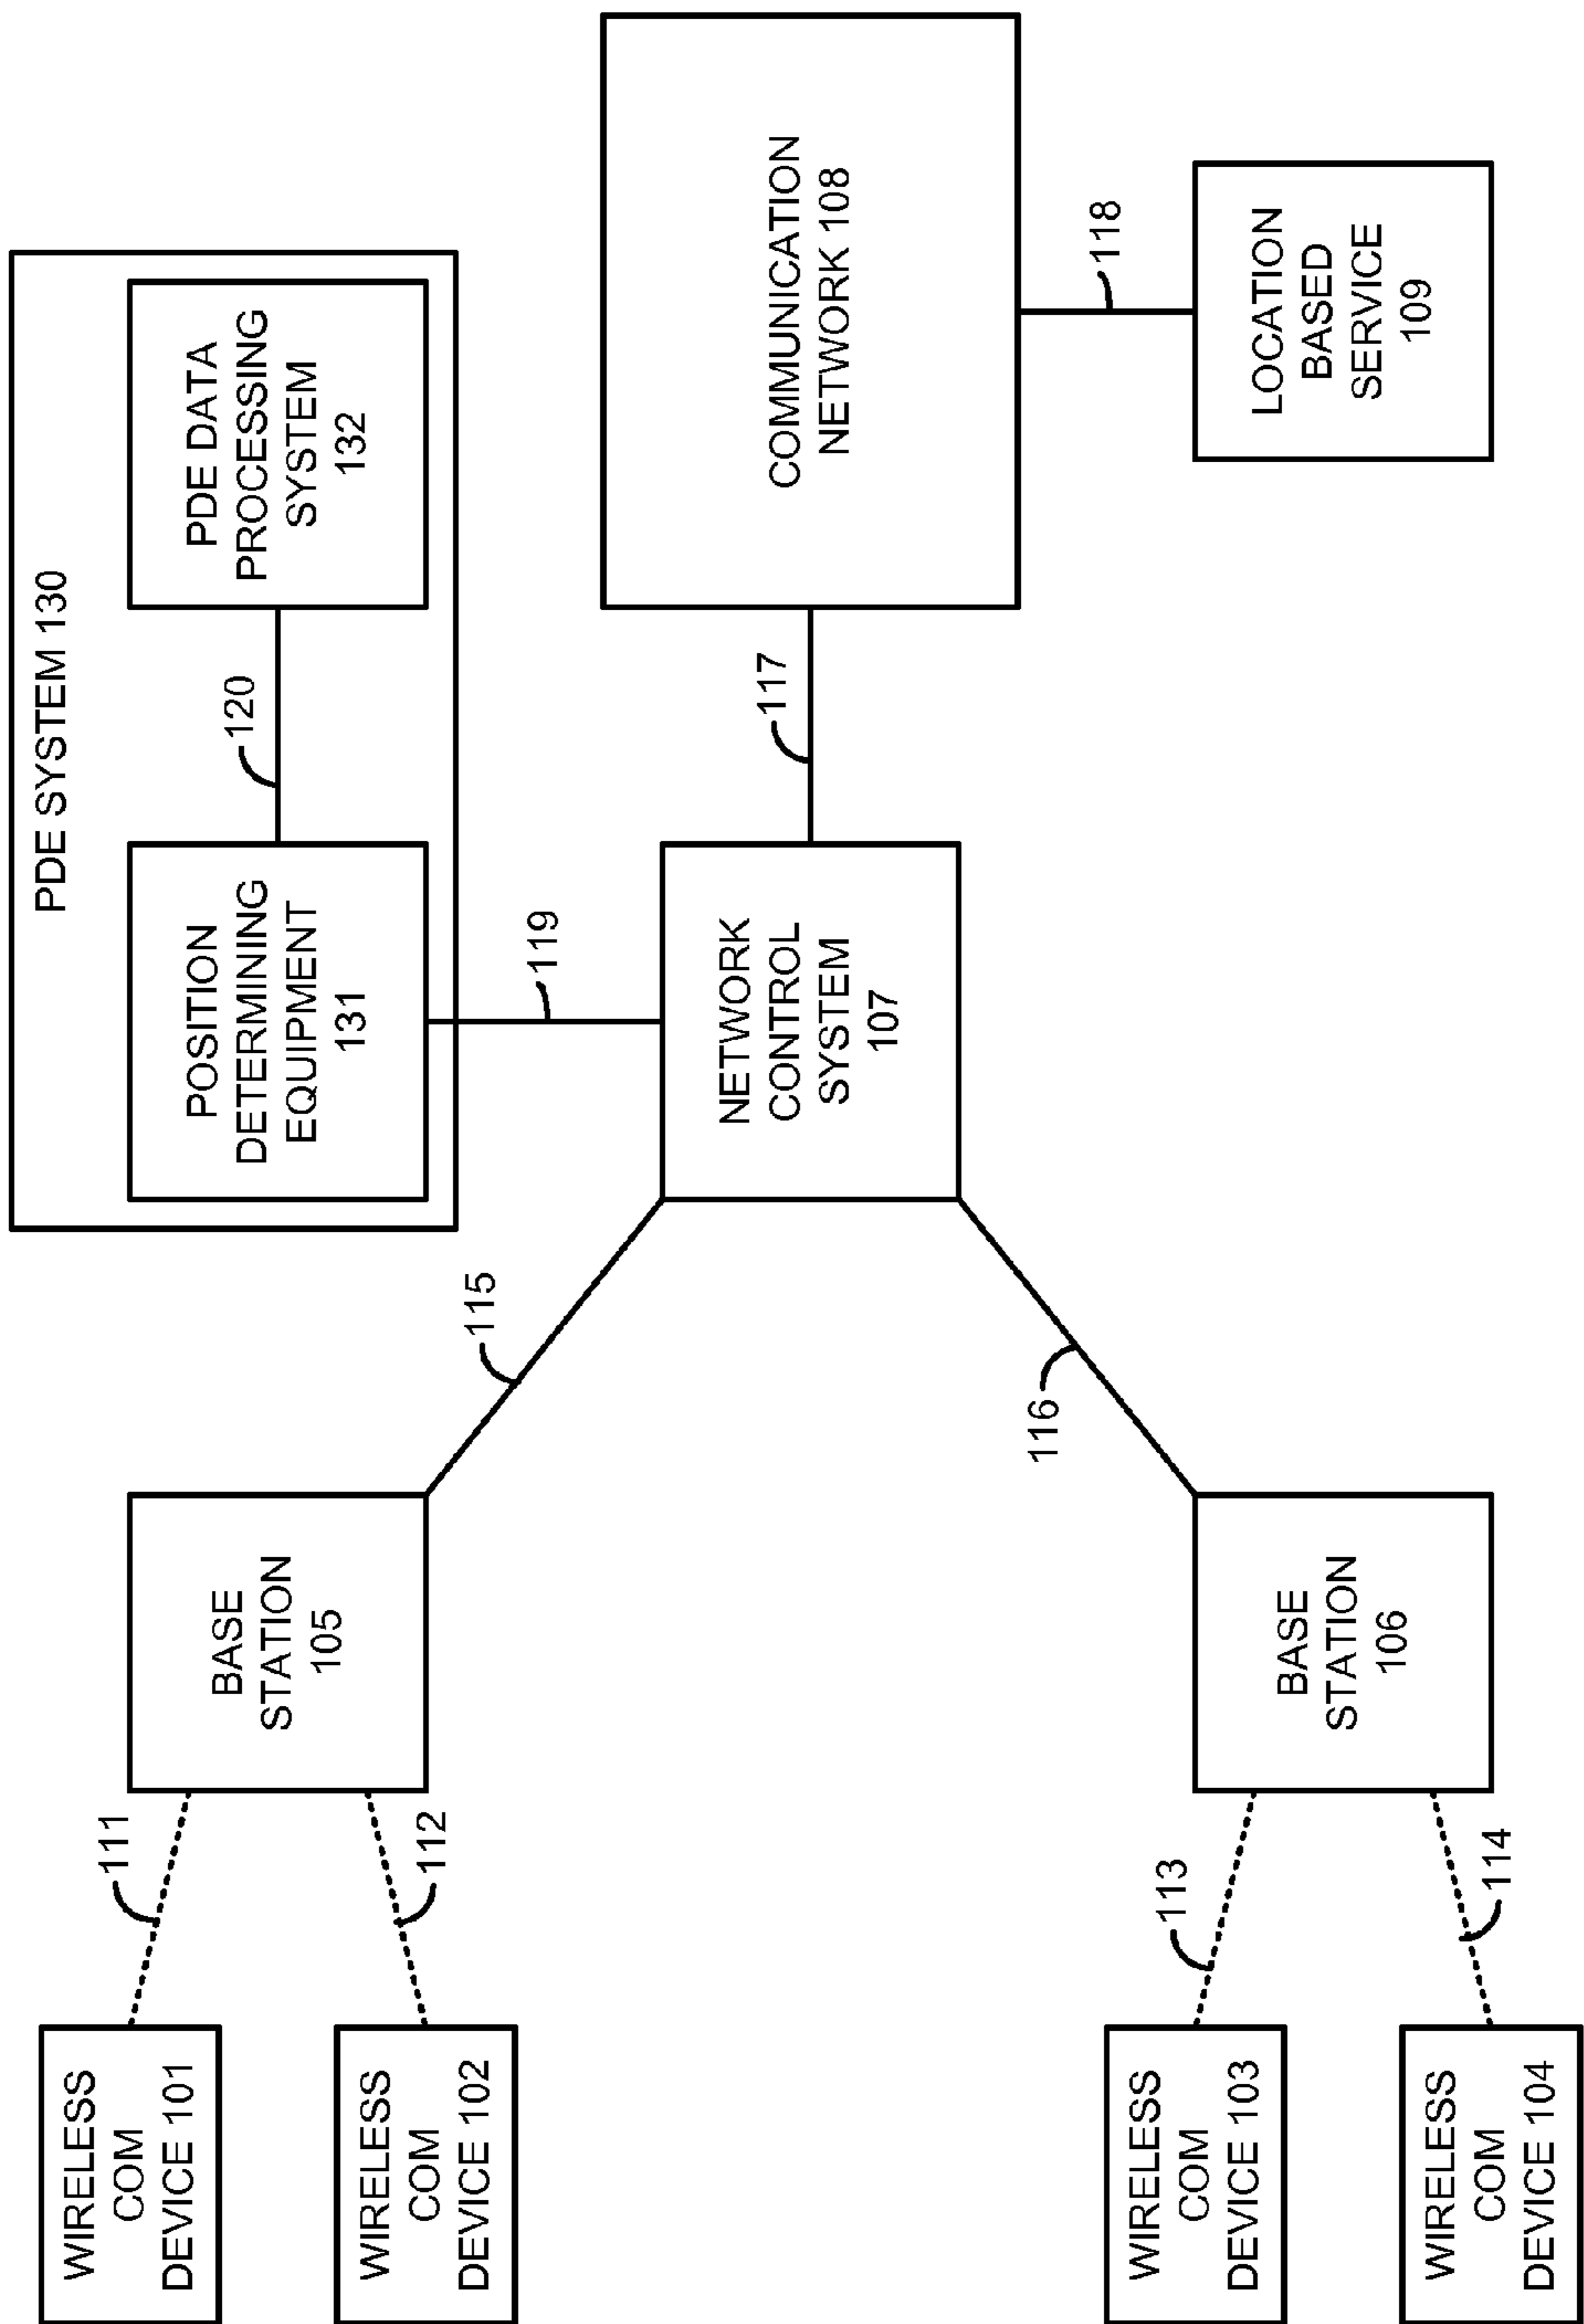 WIRELESS
COM
DEVICE 101
WIRELESS
COM
DEVICE 102
WIRELESS
COM
DEVICE 103
WIRELESS
COM
DEVICE 104
111
112
113
114
BASE
STATION
105
BASE
STATION
106
115
116
PDE SYSTEM 130
POSITION
DETERMINING
EQUIPMENT
131
120
PDE DATA
PROCESSING
SYSTEM
132
119
NETWORK
CONTROL
SYSTEM
107
117
COMMUNICATION
NETWORK 108
118
LOCATION
BASED
SERVICE
109